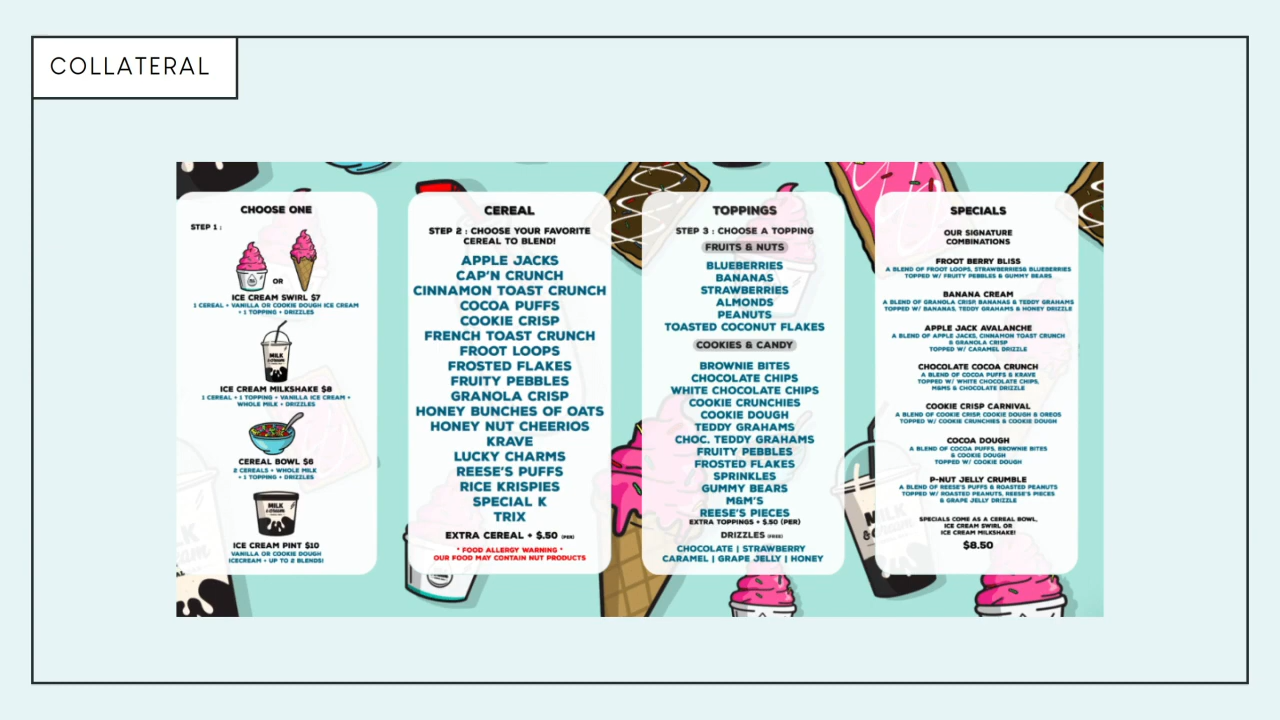 COLLATERAL
CHOOSE ONE
STEP 1 :
OR
ICE CREAM SWIRL $7
1 CEREAL + VANILLA OR COOKIE DOUGH ICE CREAM
+ 1 TOPPING + DRIZZLES
MILK
ICE CREAM MILKSHAKE $8
1 CEREAL + 1 TOPPING + VANILLA ICE CREAM +
WHOLE MILK + DRIZZLES
CEREAL BOWL $6
2 CEREALS + WHOLE MILK
+ 1 TOPPING + DRIZZLES
MILK
ICE CREAM PINT $10
VANILLA OR COOKIE DOUGH
ICECREAM + UP TO 2 BLENDS!
CEREAL
STEP 2 : CHOOSE YOUR FAVORITE
CEREAL TO BLEND!
APPLE JACKS
CAP'N CRUNCH
CINNAMON TOAST CRUNCH
COCOA PUFFS
COOKIE CRISP
FRENCH TOAST CRUNCH
FROOT LOOPS
FROSTED FLAKES
FRUITY PEBBLES
GRANOLA CRISP
HONEY BUNCHES OF OATS
HONEY NUT CHEERIOS
KRAVE
LUCKY CHARMS
REESE'S PUFFS
RICE KRISPIES
SPECIAL K
TRIX
EXTRA CEREAL + $.50 (PER)
* FOOD ALLERGY WARNING *
OUR FOOD MAY CONTAIN NUT PRODUCTS
TOPPINGS
STEP 3 : CHOOSE A TOPPING
FRUITS & NUTS
BLUEBERRIES
BANANAS
STRAWBERRIES
ALMONDS
PEANUTS
TOASTED COCONUT FLAKES
COOKIES & CANDY
BROWNIE BITES
CHOCOLATE CHIPS
WHITE CHOCOLATE CHIPS
COOKIE CRUNCHIES
COOKIE DOUGH
TEDDY GRAHAMS
CHOC. TEDDY GRAHAMS
FRUITY PEBBLES
FROSTED FLAKES
SPRINKLES
GUMMY BEARS
M&M'S
REESE'S PIECES
EXTRA TOPPINGS + $.50 (PER)
DRIZZLES (FREE)
CHOCOLATE | STRAWBERRY
CARAMEL | GRAPE JELLY | HONEY
SPECIALS
OUR SIGNATURE
COMBINATIONS
FROOT BERRY BLISS
A BLEND OF FROOT LOOPS, STRAWBERRIES& BLUEBERRIES
TOPPED W/ FRUITY PEBBLES & GUMMY BEARS
BANANA CREAM
A BLEND OF GRANOLA CRISP, BANANAS & TEDDY GRAHAMS
TOPPED W/ BANANAS, TEDDY GRAHAMS & HONEY DRIZZLE
APPLE JACK AVALANCHE
A BLEND OF APPLE JACKS, CINNAMON TOAST CRUNCH
& GRANOLA CRISP
TOPPED W/ CARAMEL DRIZZLE
CHOCOLATE COCOA CRUNCH
A BLEND OF COCOA PUFFS & KRAVE
TOPPED W/ WHITE CHOCOLATE CHIPS,
M&MS & CHOCOLATE DRIZZLE
COOKIE CRISP CARNIVAL
A BLEND OF COOKIE CRISP, COOKIE DOUGH & OREOS
TOPPED W/ COOKIE CRUNCHIES & COOKIE DOUGH
COCOA DOUGH
A BLEND OF COCOA PUFFS, BROWNIE BITES
& COOKIE DOUGH
TOPPED W/ COOKIE DOUGH
P-NUT JELLY CRUMBLE
A BLEND OF REESE'S PUFFS & ROASTED PEANUTS
TOPPED W/ ROASTED PEANUTS, REESE'S PIECES
& GRAPE JELLY DRIZZLE
SPECIALS COME AS A CEREAL BOWL,
ICE CREAM SWIRL OR
ICE CREAM MILKSHAKE!
$8.50